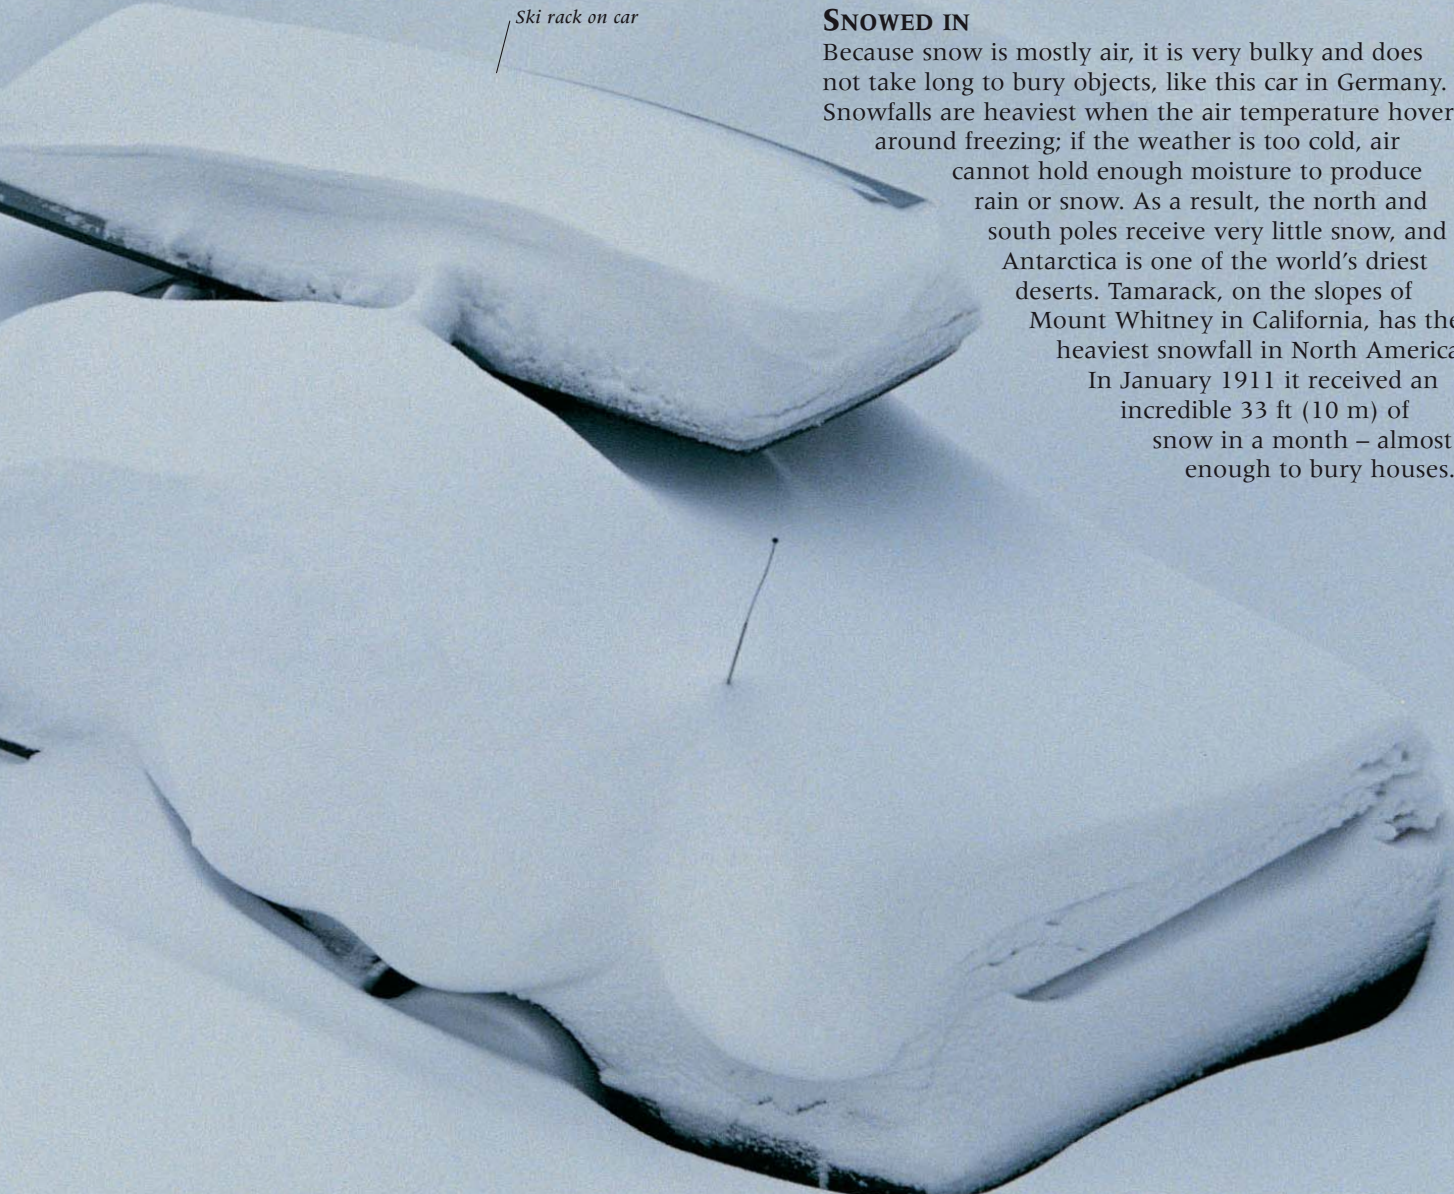 Ski rack on car
SNOWED IN
Because snow is mostly air, it is very bulky and does
not take long to bury objects, like this car in Germany.
Snowfalls are heaviest when the air temperature hover
around freezing; if the weather is too cold, air
cannot hold enough moisture to produce
rain or snow. As a result, the north and
south poles receive very little snow, and
Antarctica is one of the world’s driest
deserts. Tamarack, on the slopes of
Mount Whitney in California, has the
heaviest snowfall in North America
In January 1911 it received an
incredible 33 ft (10 m) of
snow in a month – almost
enough to bury houses.